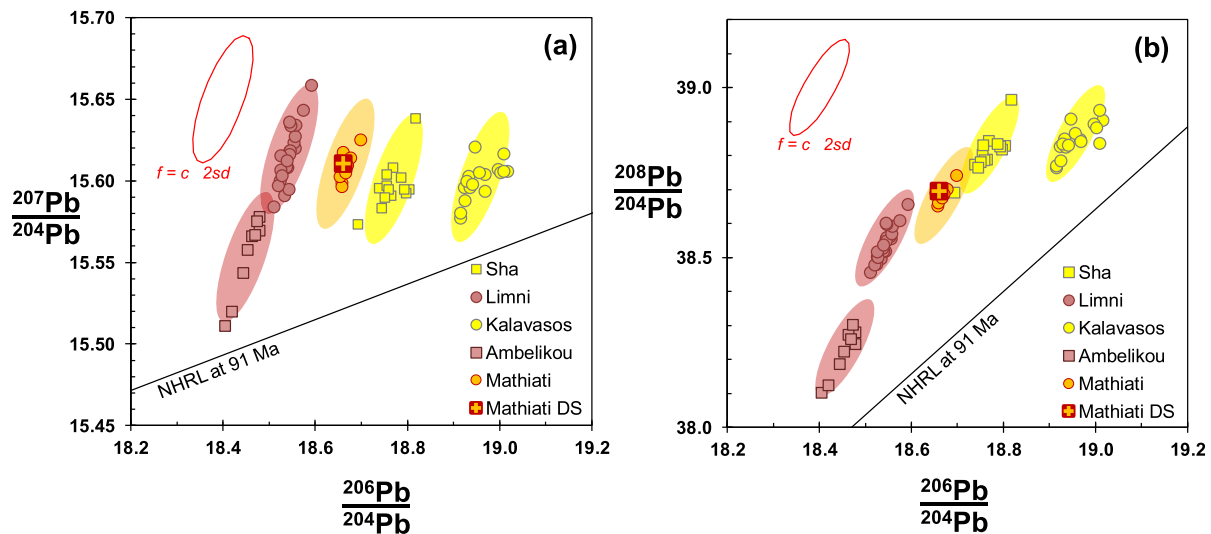 15.70
15.65
15.60
15.55
15.50
15.45
207Pb
204Pb
(a)
f = c 2sd
NHRL at 91 Ma
Sha
Limni
Kalavasos
Ambelikou
Mathiati
Mathiati DS
18.2 18.4 18.6 18.8 19.0 19.2
206Pb
204Pb
39.0
38.5
38.0
208Pb
204Pb
(b)
f = c 2sd
NHRL at 91 Ma
Sha
Limni
Kalavasos
Ambelikou
Mathiati
Mathiati DS
18.2 18.4 18.6 18.8 19.0 19.2
206Pb
204Pb